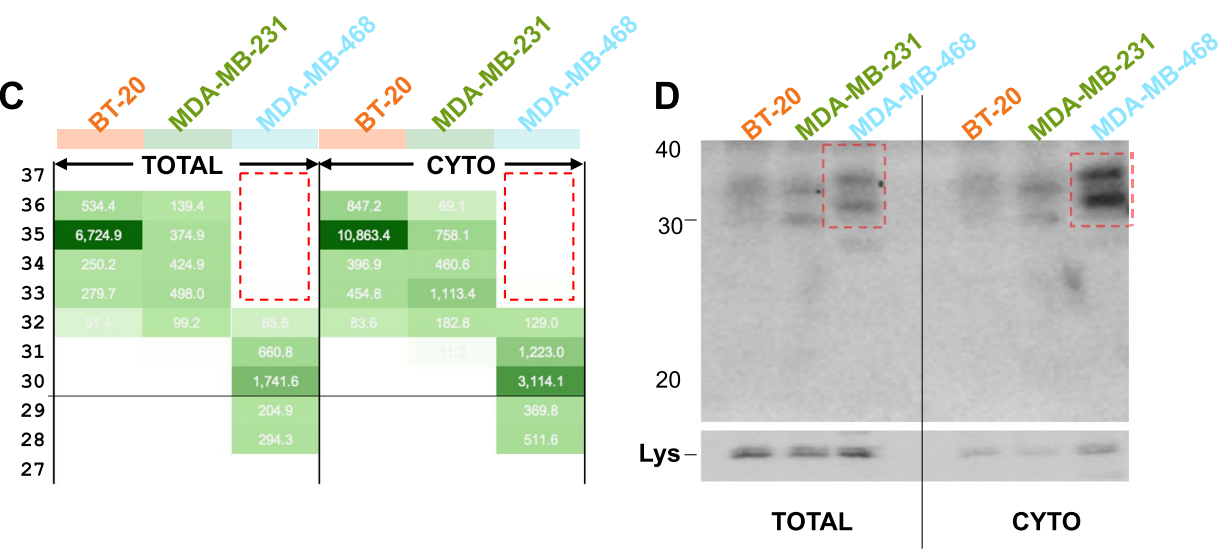 C
BT-20 MDA-MB-231 MDA-MB-468 BT-20 MDA-MB-231 MDA-MB-468
TOTAL CYTO
37
36 534.4 139.4 847.2 69.1
35 6,724.9 374.9 10,863.4 758.1
34 250.2 424.9 396.9 460.6
33 279.7 498.0 454.8 1,113.4
32 51.4 99.2 65.5 83.6 182.8 129.0
31 660.8 11.3 1,223.0
30 1,741.6 3,114.1
29 204.9 369.8
28 294.3 511.6
27
D
BT-20 MDA-MB-231 MDA-MB-468 BT-20 MDA-MB-231 MDA-MB-468
40
30
20
Lys
TOTAL CYTO